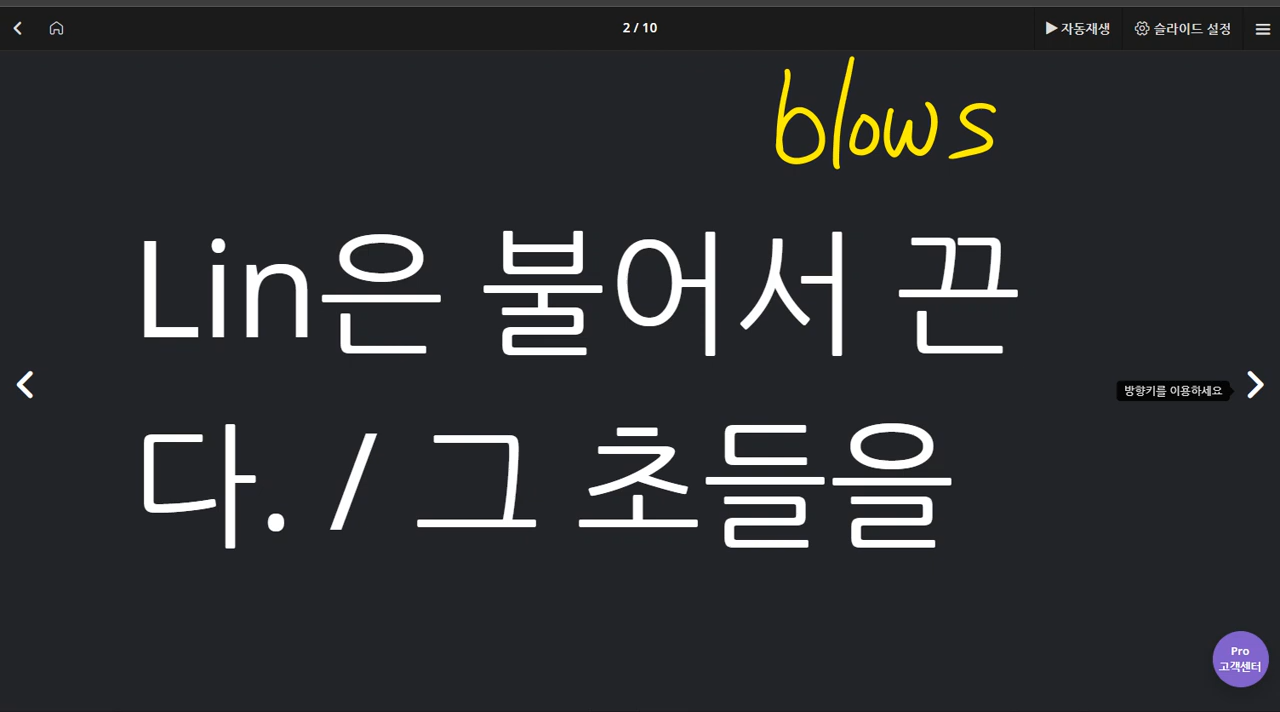 2 / 10
자동재생
슬라이드 설정
blows
Lin은 불어서 끈
다. / 그 초들을
방향키를 이용하세요
Pro
고객센터